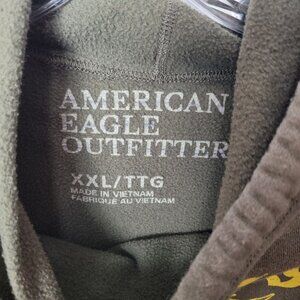 AMERICAN
EAGLE
OUTFITTER
XXL/TTG
MADE IN VIETNAM
FABRIQUÉ AU VIETNAM